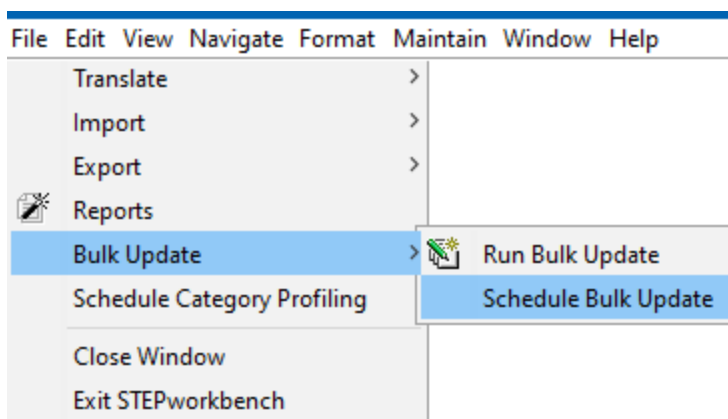 File Edit View Navigate Format Maintain Window Help
Translate
Import
Export
Reports
Bulk Update
Run Bulk Update
Schedule Category Profiling
Schedule Bulk Update
Close Window
Exit STEPworkbench